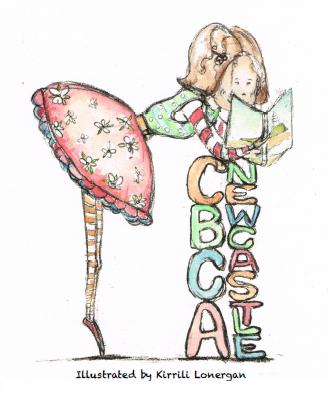 CBCA
NEWCASTLE
Illustrated by Kirrili Lonergan